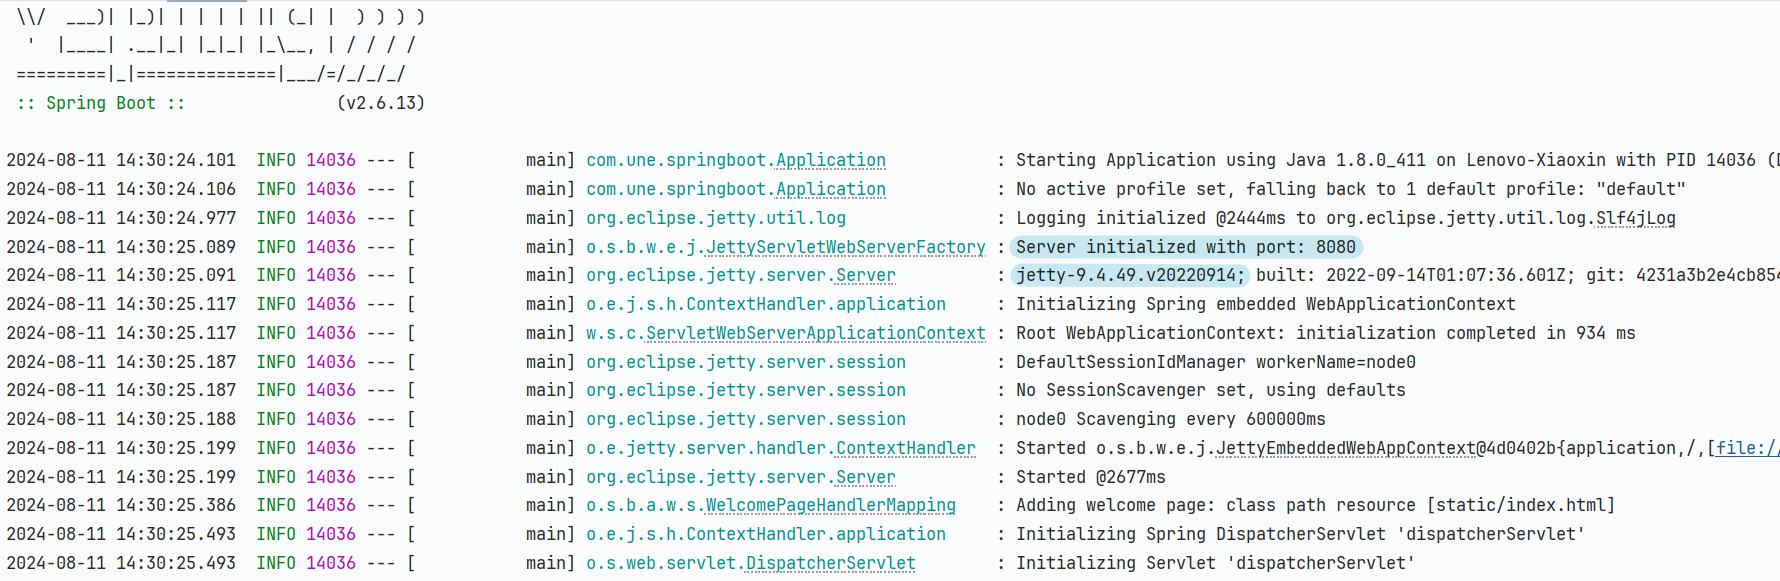 \\/  ___)| |_)| | | | | || (_| |  ) ) ) )
  '  |____| .__|_| |_|_| |_\__, | / / / /
 =========|_|==============|___/=/_/_/_/
 :: Spring Boot ::               (v2.6.13)
2024-08-11 14:30:24.101  INFO 14036 --- [           main] com.une.springboot.Application           : Starting Application using Java 1.8.0_411 on Lenovo-Xiaoxin with PID 14036 (
2024-08-11 14:30:24.106  INFO 14036 --- [           main] com.une.springboot.Application           : No active profile set, falling back to 1 default profile: "default"
2024-08-11 14:30:24.977  INFO 14036 --- [           main] org.eclipse.jetty.util.log               : Logging initialized @2444ms to org.eclipse.jetty.util.log.Slf4jLog
2024-08-11 14:30:25.089  INFO 14036 --- [           main] o.s.b.w.e.j.JettyServletWebServerFactory : Server initialized with port: 8080
2024-08-11 14:30:25.091  INFO 14036 --- [           main] org.eclipse.jetty.server.Server          : jetty-9.4.49.v20220914; built: 2022-09-14T01:07:36.601Z; git: 4231a3b2e4cb854
2024-08-11 14:30:25.117  INFO 14036 --- [           main] o.e.j.s.h.ContextHandler.application     : Initializing Spring embedded WebApplicationContext
2024-08-11 14:30:25.117  INFO 14036 --- [           main] w.s.c.ServletWebServerApplicationContext : Root WebApplicationContext: initialization completed in 934 ms
2024-08-11 14:30:25.187  INFO 14036 --- [           main] org.eclipse.jetty.server.session         : DefaultSessionIdManager workerName=node0
2024-08-11 14:30:25.187  INFO 14036 --- [           main] org.eclipse.jetty.server.session         : No SessionScavenger set, using defaults
2024-08-11 14:30:25.188  INFO 14036 --- [           main] org.eclipse.jetty.server.session         : node0 Scavenging every 600000ms
2024-08-11 14:30:25.199  INFO 14036 --- [           main] o.e.jetty.server.handler.ContextHandler  : Started o.s.b.w.e.j.JettyEmbeddedWebAppContext@4d0402b{application,/,[file://
2024-08-11 14:30:25.199  INFO 14036 --- [           main] org.eclipse.jetty.server.Server          : Started @2677ms
2024-08-11 14:30:25.386  INFO 14036 --- [           main] o.s.b.a.w.s.WelcomePageHandlerMapping    : Adding welcome page: class path resource [static/index.html]
2024-08-11 14:30:25.493  INFO 14036 --- [           main] o.e.j.s.h.ContextHandler.application     : Initializing Spring DispatcherServlet 'dispatcherServlet'
2024-08-11 14:30:25.493  INFO 14036 --- [           main] o.s.web.servlet.DispatcherServlet        : Initializing Servlet 'dispatcherServlet'